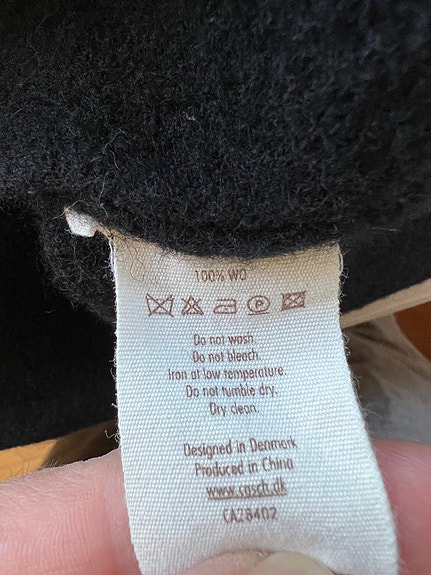 100% WO
P
Do not wash.
Do not bleach.
Iron at low temperature.
Do not tumble dry.
Dry clean.
Designed in Denmark
Produced in China
www.casch.dk
CA28402